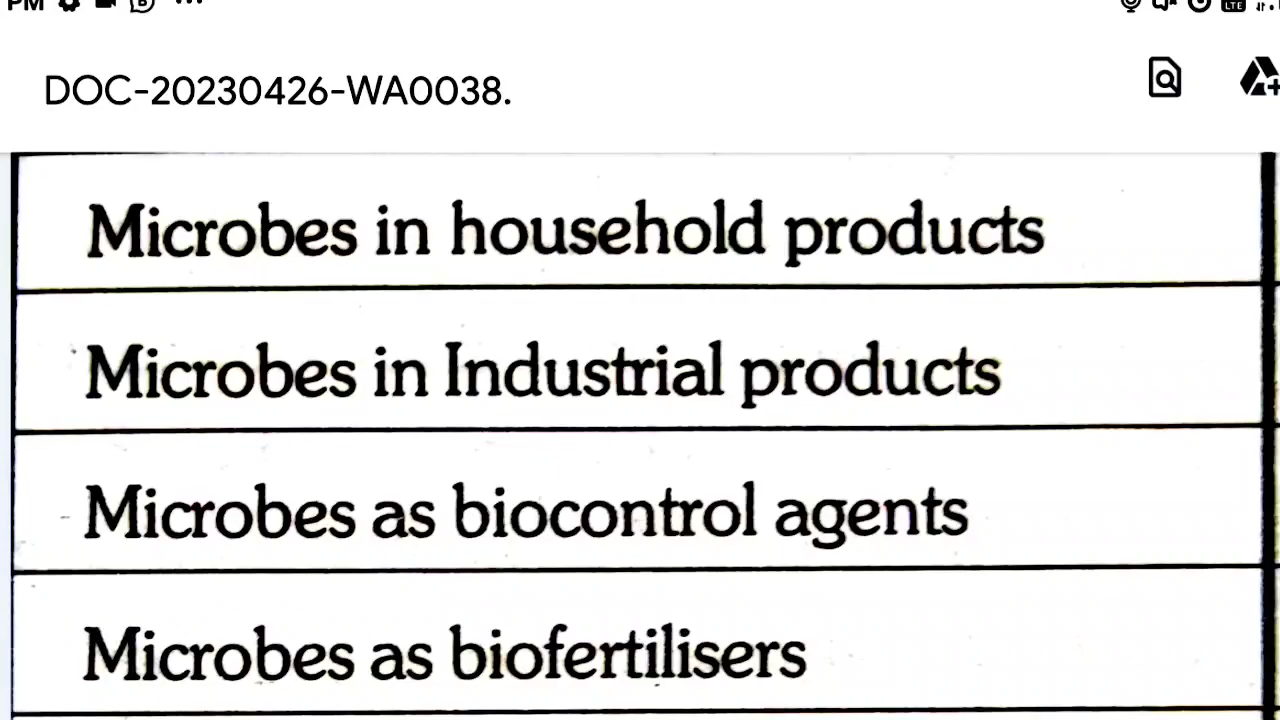 PM
DOC-20230426-WA0038.
Microbes in household products
Microbes in Industrial products
Microbes as biocontrol agents
Microbes as biofertilisers